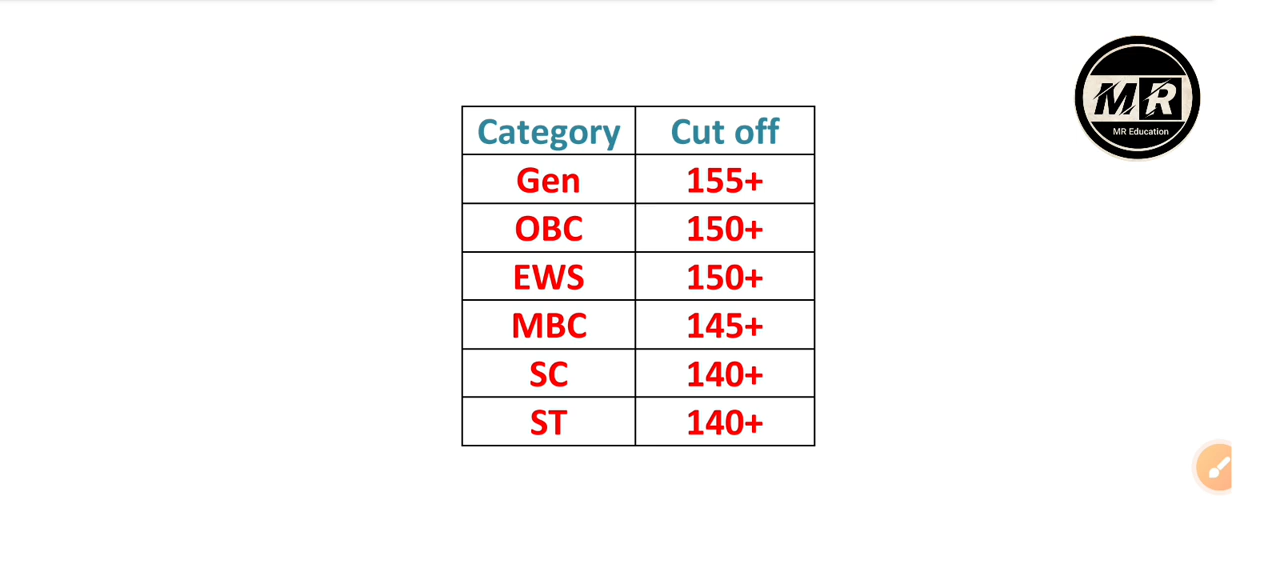 MR
MR Education
Category Cut off
Gen 155+
OBC 150+
EWS 150+
MBC 145+
SC 140+
ST 140+